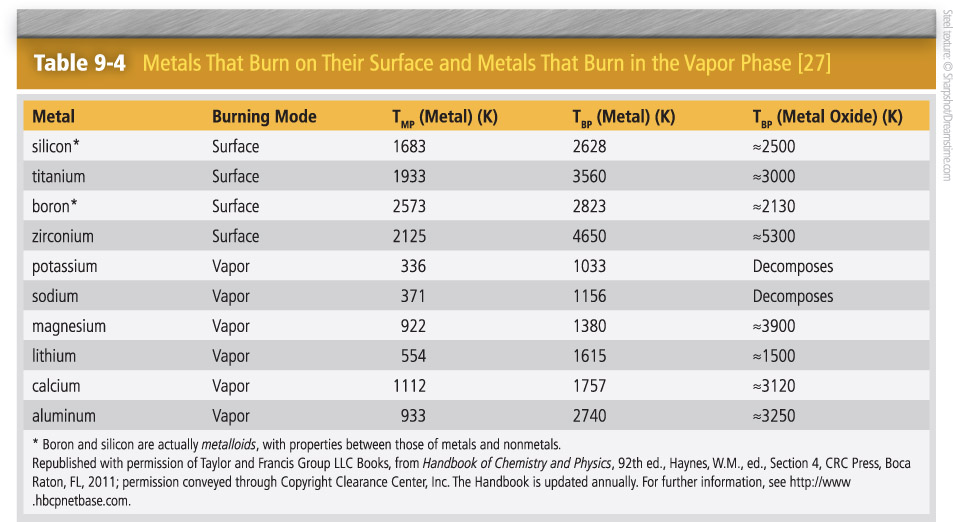 Table 9-4 Metals That Burn on Their Surface and Metals That Burn in the Vapor Phase [27]
Metal Burning Mode T_MP (Metal) (K) T_BP (Metal) (K) T_BP (Metal Oxide) (K)
silicon* Surface 1683 2628 ≈2500
titanium Surface 1933 3560 ≈3000
boron* Surface 2573 2823 ≈2130
zirconium Surface 2125 4650 ≈5300
potassium Vapor 336 1033 Decomposes
sodium Vapor 371 1156 Decomposes
magnesium Vapor 922 1380 ≈3900
lithium Vapor 554 1615 ≈1500
calcium Vapor 1112 1757 ≈3120
aluminum Vapor 933 2740 ≈3250
* Boron and silicon are actually metalloids, with properties between those of metals and nonmetals.
Republished with permission of Taylor and Francis Group LLC Books, from Handbook of Chemistry and Physics, 92th ed., Haynes, W.M., ed., Section 4, CRC Press, Boca
Raton, FL, 2011; permission conveyed through Copyright Clearance Center, Inc. The Handbook is updated annually. For further information, see http://www
.hbcpnetbase.com.
Steel texture: © Sharpshot/Dreamstime.com